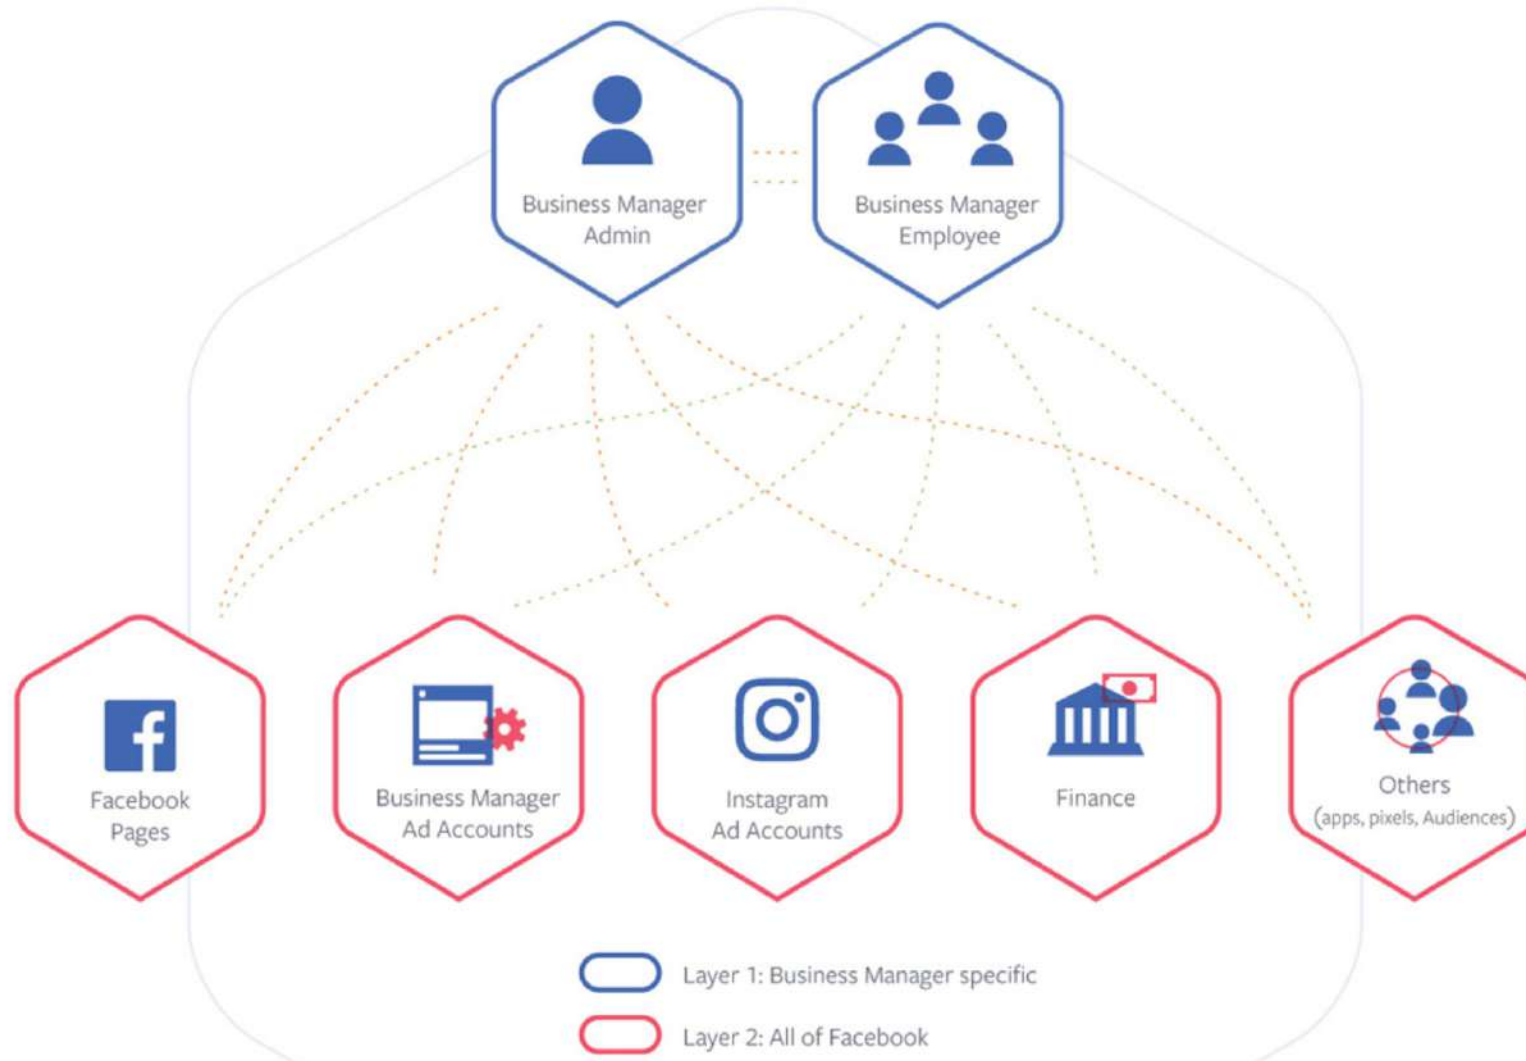 Business Manager
Admin
Business Manager
Employee
Facebook
Pages
Business Manager
Ad Accounts
Instagram
Ad Accounts
Finance
Others
(apps, pixels, Audiences)
Layer 1: Business Manager specific
Layer 2: All of Facebook